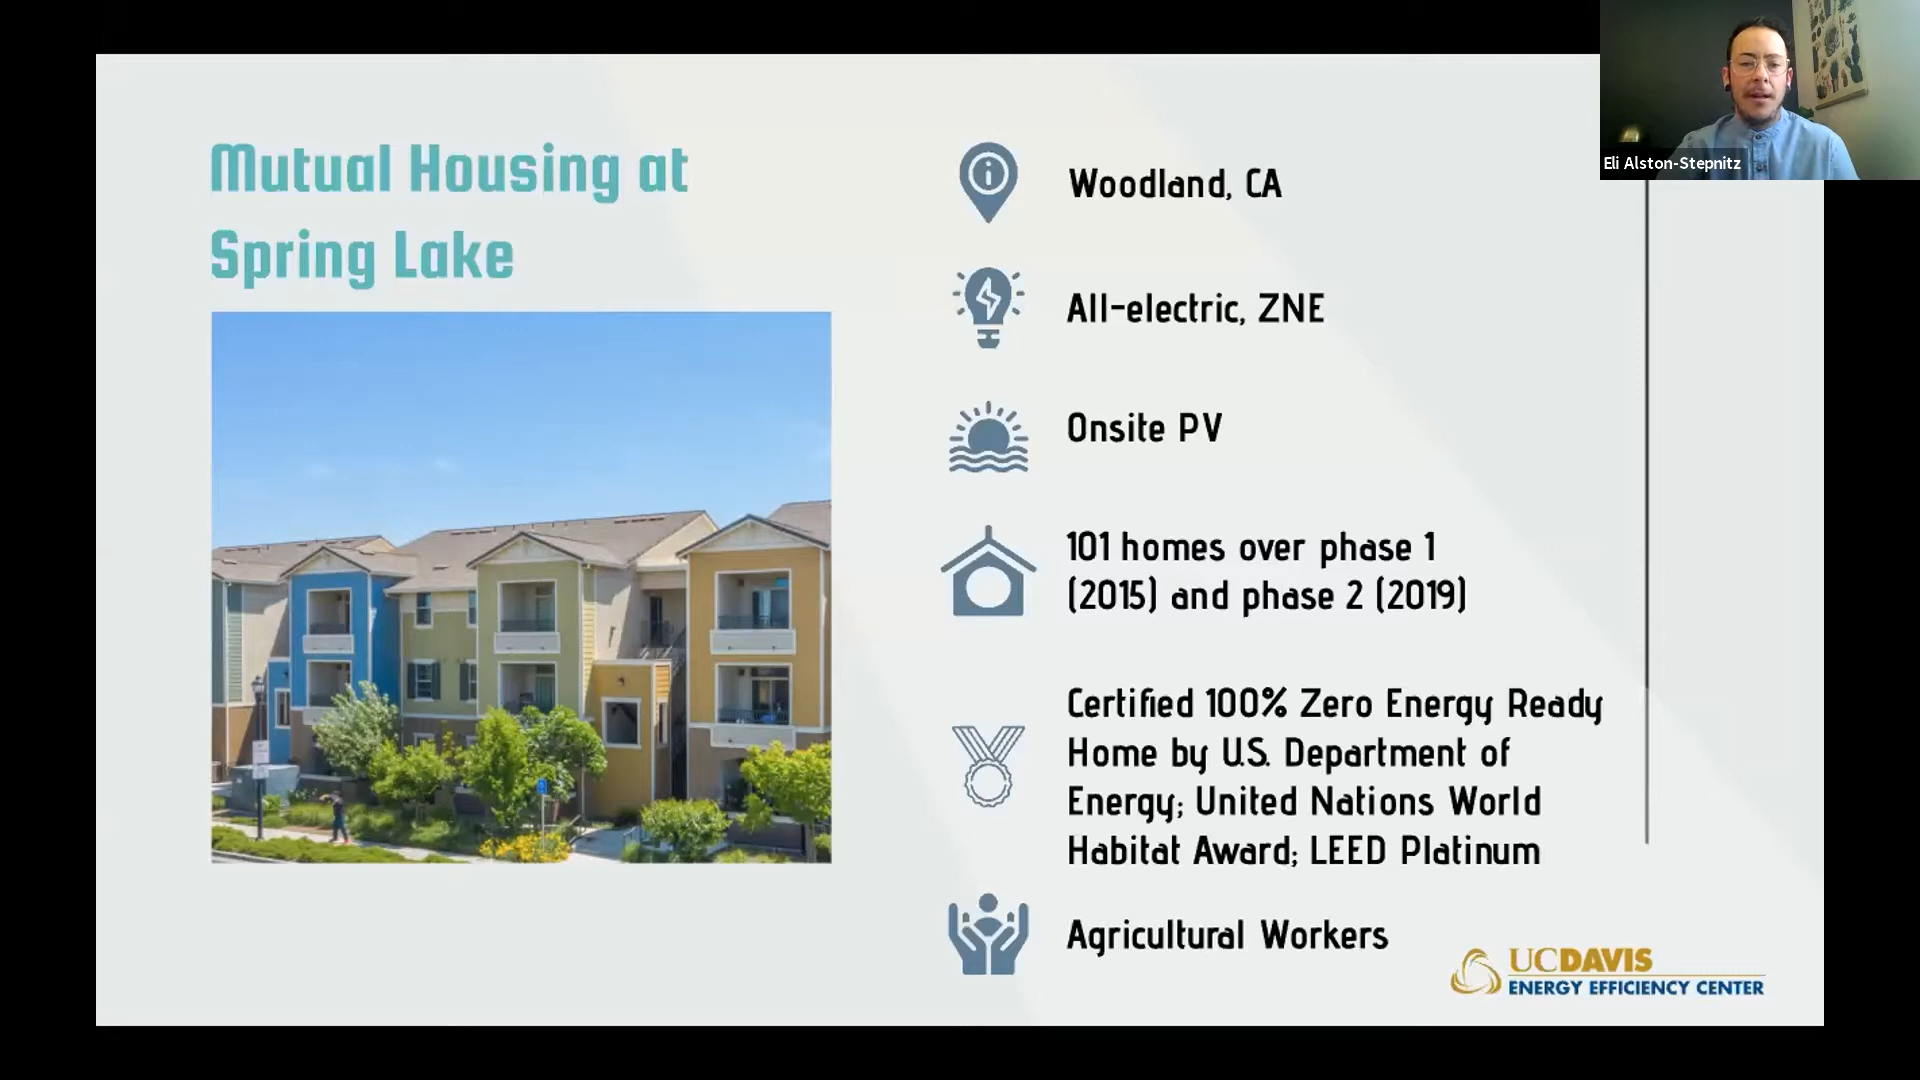 Mutual Housing at
Spring Lake
Woodland, CA
All-electric, ZNE
Onsite PV
101 homes over phase 1
(2015) and phase 2 (2019)
Certified 100% Zero Energy Ready
Home by U.S. Department of
Energy; United Nations World
Habitat Award; LEED Platinum
Agricultural Workers
UCDAVIS
ENERGY EFFICIENCY CENTER
Eli Alston-Stepnitz